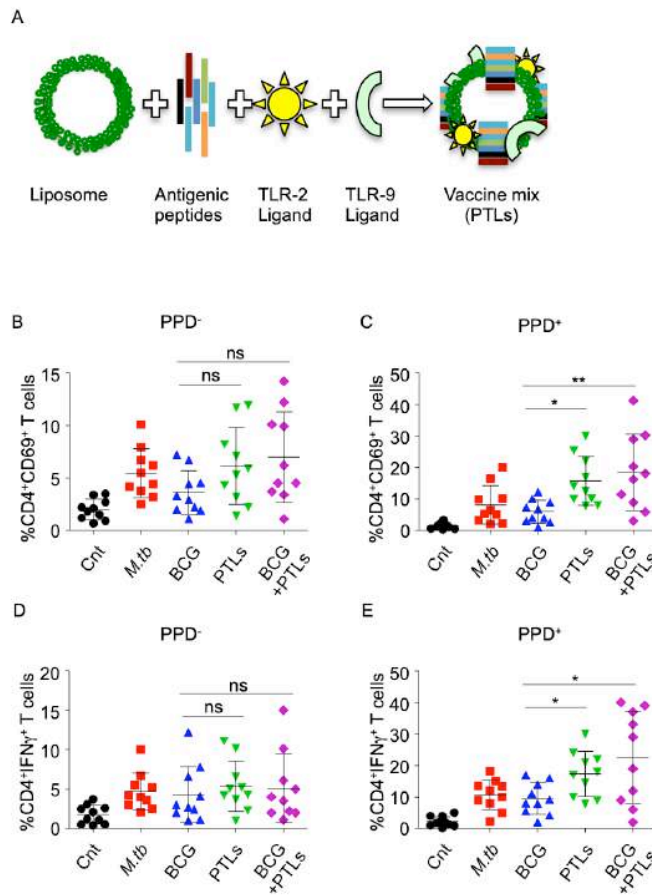 A
Liposome
Antigenic
peptides
TLR-2
Ligand
TLR-9
Ligand
Vaccine mix
(PTLs)
B
PPD-
%CD4+CD69+ T cells
15
10
5
0
ns
ns
Cnt
M.tb
BCG
PTLs
BCG
+PTLs
C
PPD+
%CD4+CD69+ T cells
50
40
30
20
10
0
**
*
Cnt
M.tb
BCG
PTLs
BCG
+PTLs
D
PPD-
%CD4+IFNγ+ T cells
20
15
10
5
0
ns
ns
Cnt
M.tb
BCG
PTLs
BCG
+PTLs
E
PPD+
%CD4+IFNγ+ T cells
50
40
30
20
10
0
*
*
Cnt
M.tb
BCG
PTLs
BCG
+PTLs